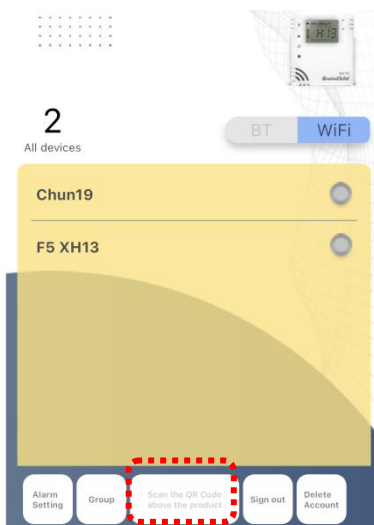 2
All devices
BT WiFi
Chun19
F5 XH13
Alarm
Setting
Group
Scan the QR Code
above the product
Sign out
Delete
Account
BrainChild